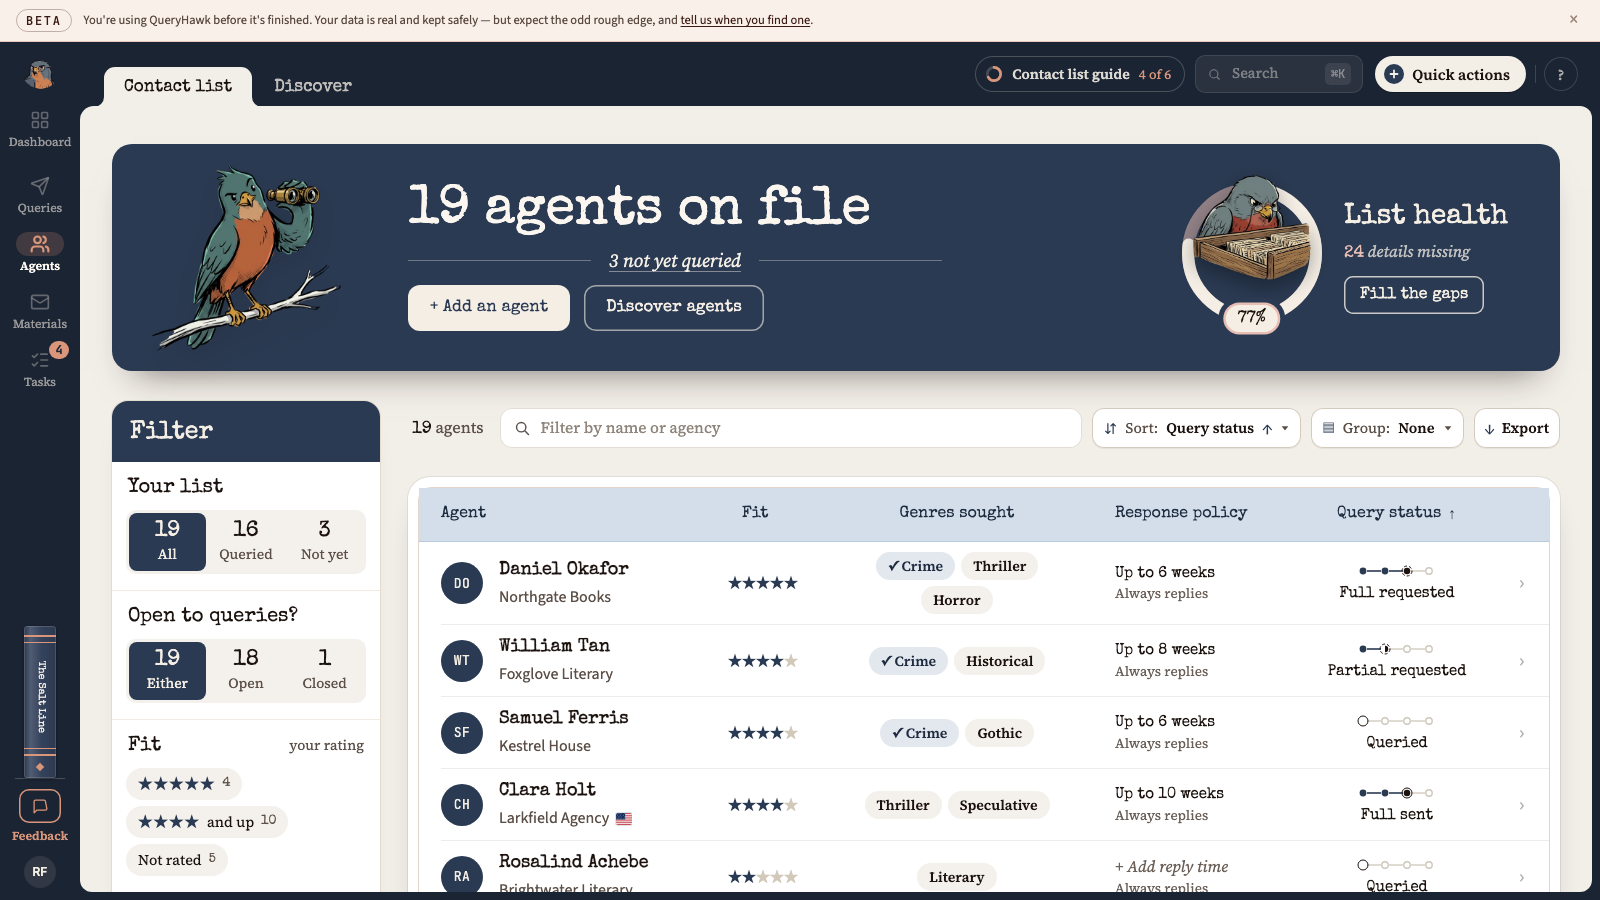 BETA
You're using QueryHawk before it's finished. Your data is real and kept safely — but expect the odd rough edge, and tell us when you find one.
×
Contact list
Discover
Contact list guide 4 of 6
Search ⌘K
Quick actions
?
Dashboard
Queries
Agents
Materials
4
Tasks
The Salt Line
Feedback
RF
19 agents on file
3 not yet queried
+ Add an agent
Discover agents
77%
List health
24 details missing
Fill the gaps
Filter
Your list
19 All
16 Queried
3 Not yet
Open to queries?
19 Either
18 Open
1 Closed
Fit
your rating
★★★★★ 4
★★★★ and up 10
Not rated 5
19 agents
Filter by name or agency
Sort: Query status ↑
Group: None
↓ Export
Agent
Fit
Genres sought
Response policy
Query status ↑
DO
Daniel Okafor
Northgate Books
★★★★★
✓ Crime
Thriller
Horror
Up to 6 weeks
Always replies
Full requested
WT
William Tan
Foxglove Literary
★★★★★
✓ Crime
Historical
Up to 8 weeks
Always replies
Partial requested
SF
Samuel Ferris
Kestrel House
★★★★★
✓ Crime
Gothic
Up to 6 weeks
Always replies
Queried
CH
Clara Holt
Larkfield Agency
★★★★★
Thriller
Speculative
Up to 10 weeks
Always replies
Full sent
RA
Rosalind Achebe
Brightwater Literary
★★★★★
Literary
+ Add reply time
Always replies
Queried